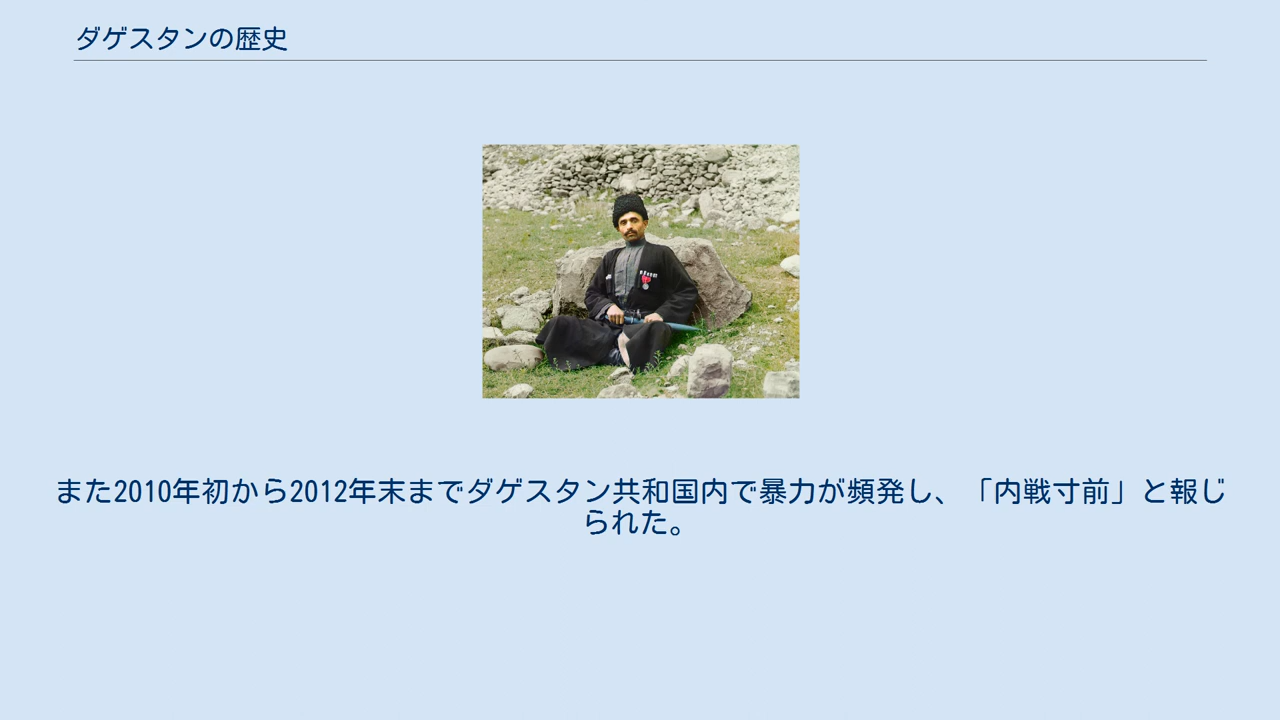 ダゲスタンの歴史
また2010年初から2012年末までダゲスタン共和国内で暴力が頻発し、「内戦寸前」と報じ
られた。